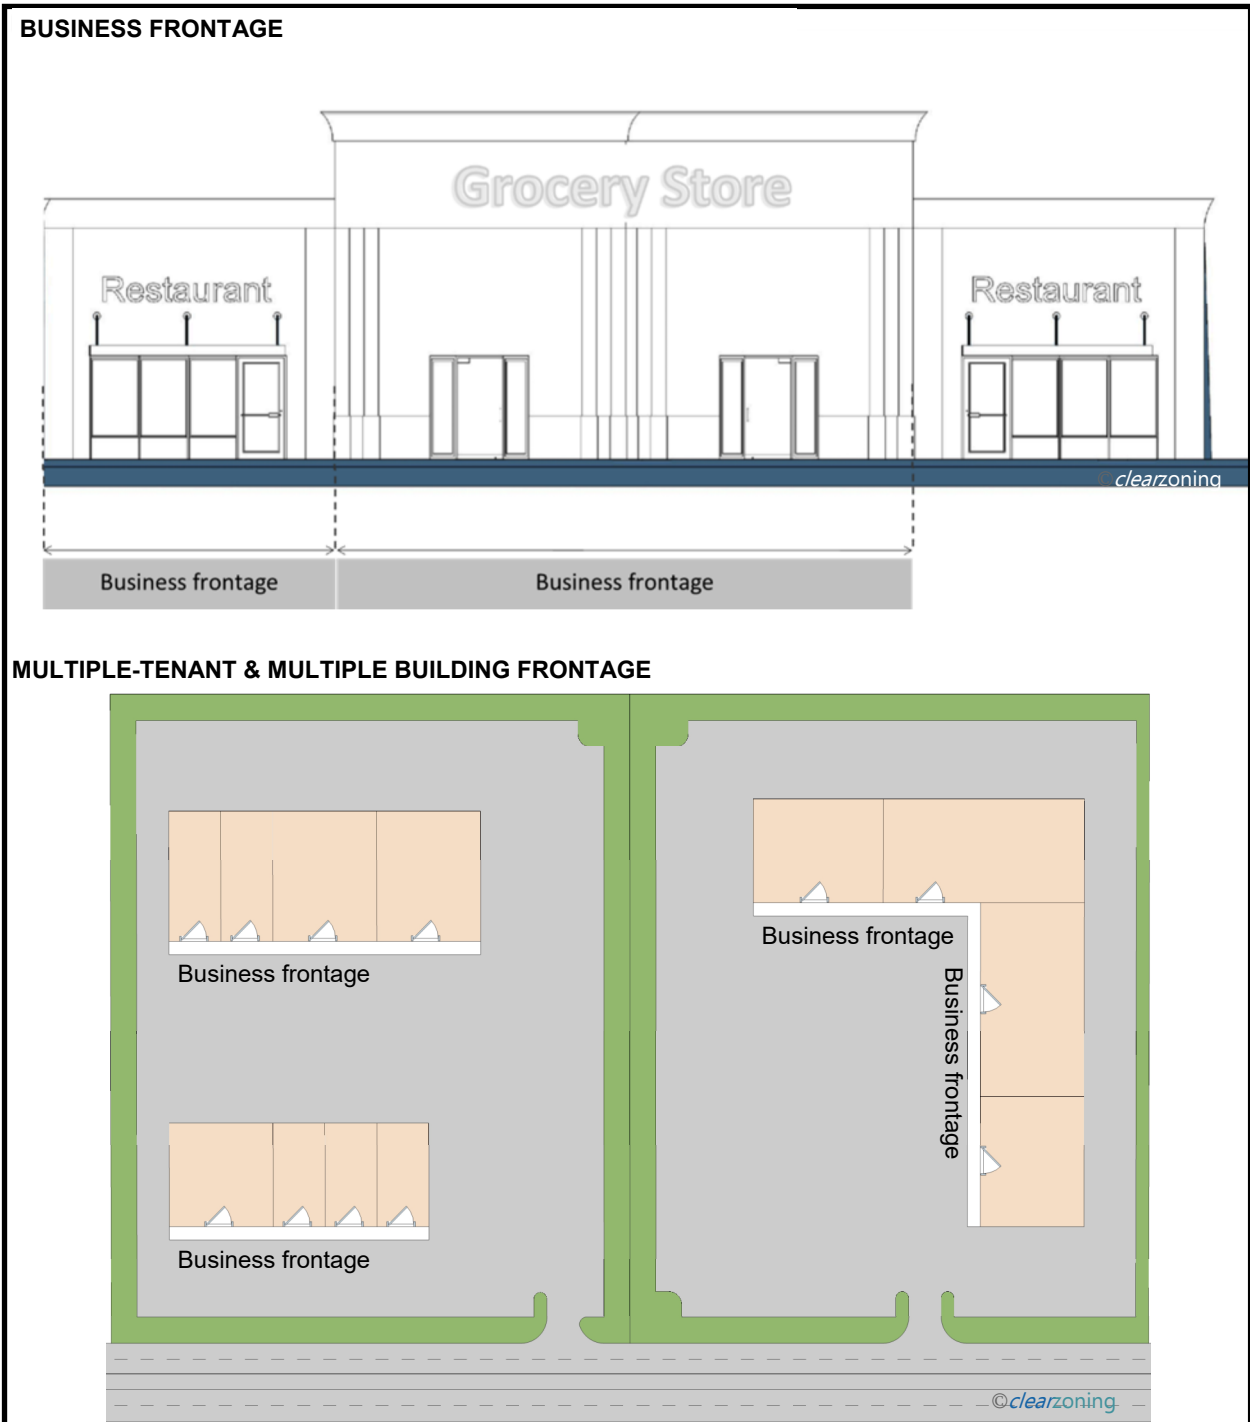 BUSINESS FRONTAGE
Grocery Store
Restaurant
Restaurant
©clearzoning
Business frontage
Business frontage
MULTIPLE-TENANT & MULTIPLE BUILDING FRONTAGE
Business frontage
Business frontage
Business frontage
Business frontage
©clearzoning